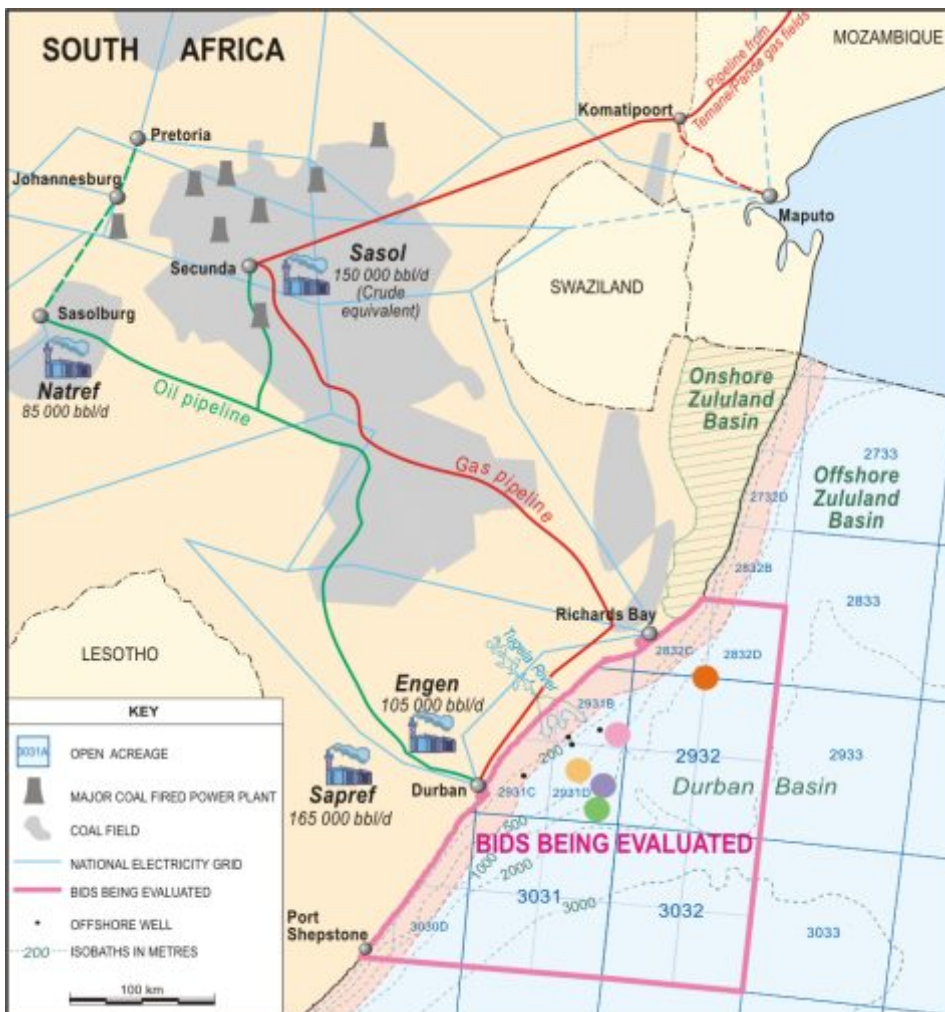 SOUTH AFRICA
MOZAMBIQUE
Pipeline from
Temane/Pande gas fields
Komatipoort
Pretoria
Johannesburg
Maputo
Secunda
Sasol
150 000 bbl/d
(Crude
equivalent)
SWAZILAND
Sasolburg
Natref
85 000 bbl/d
Oil pipeline
Gas pipeline
Onshore
Zululand
Basin
Offshore
Zululand
Basin
2733
2732D
2832B
2833
Richards Bay
2832C
2832D
LESOTHO
Tugela River
Engen
105 000 bbl/d
2931B
200
2932
2933
Durban Basin
Sapref
165 000 bbl/d
Durban
2931C
2931D
BIDS BEING EVALUATED
500
1000
2000
3000
3031
3032
3033
3030D
Port
Shepstone
KEY
3031A
OPEN ACREAGE
MAJOR COAL FIRED POWER PLANT
COAL FIELD
NATIONAL ELECTRICITY GRID
BIDS BEING EVALUATED
OFFSHORE WELL
200
ISOBATHS IN METRES
100 km